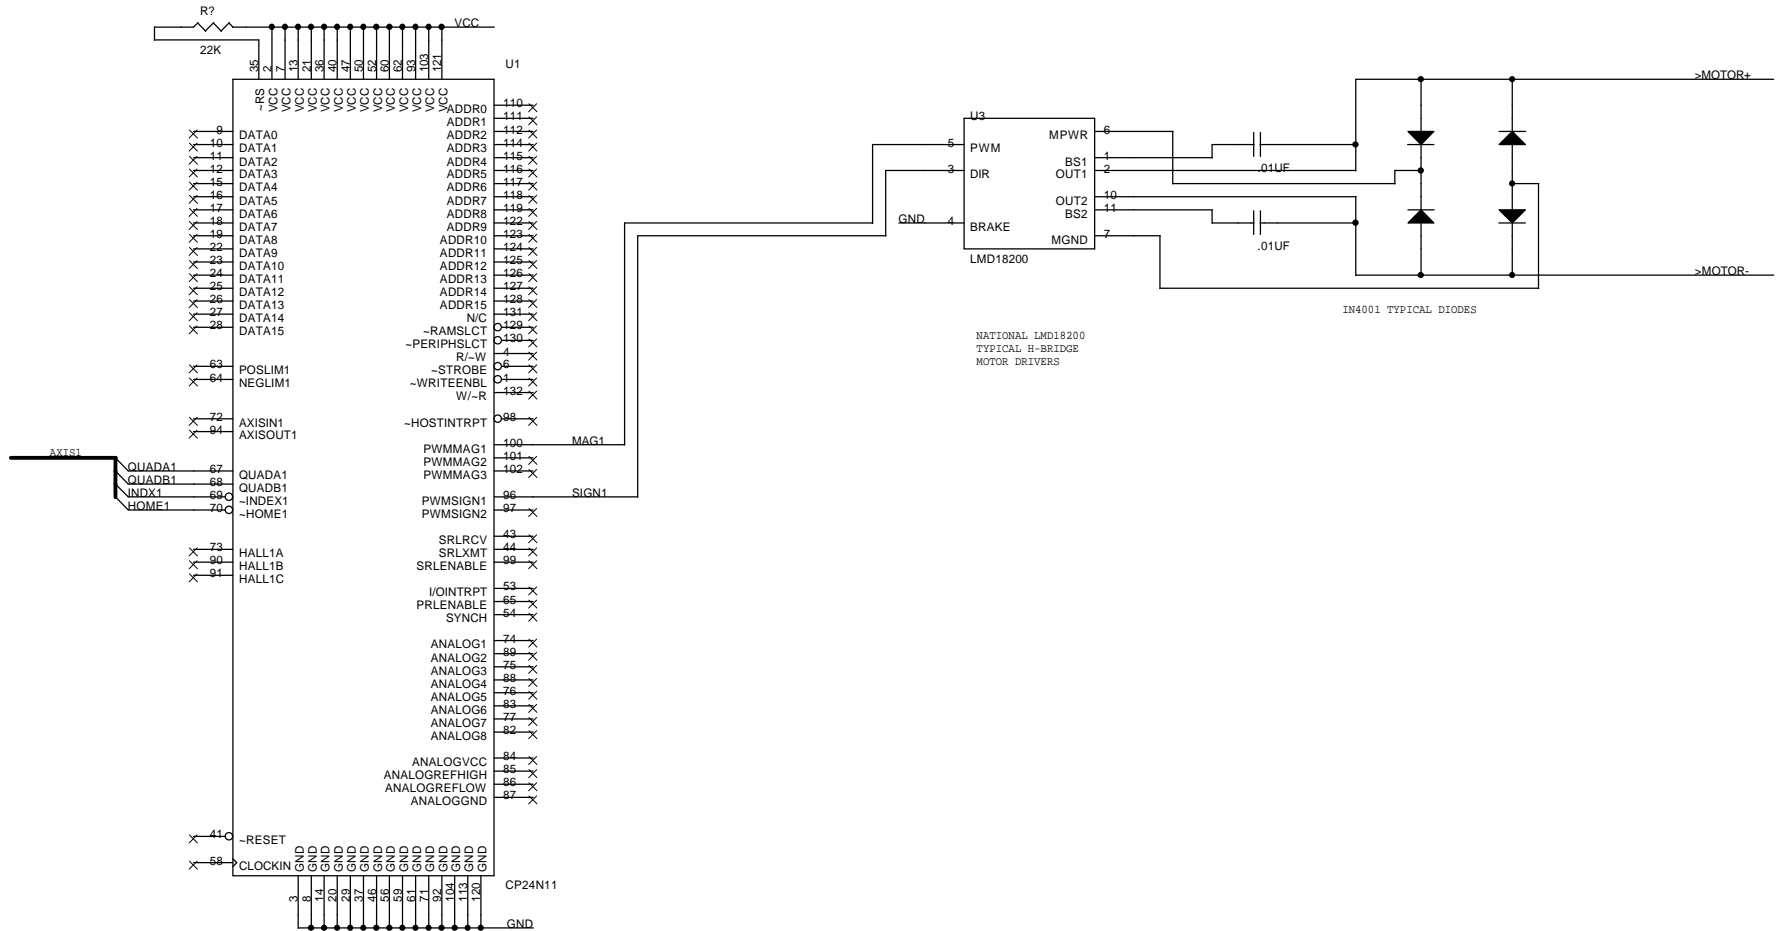 R?
22K
VCC
35 2 7 13 21 36 40 47 50 52 60 62 93 103 121
U1
~RS VCC VCC VCC VCC VCC VCC VCC VCC VCC VCC VCC VCC VCC VCC
9 DATA0
10 DATA1
11 DATA2
12 DATA3
15 DATA4
16 DATA5
17 DATA6
18 DATA7
19 DATA8
22 DATA9
23 DATA10
24 DATA11
25 DATA12
26 DATA13
27 DATA14
28 DATA15
63 POSLIM1
64 NEGLIM1
72 AXISIN1
94 AXISOUT1
AXIS1
QUADA1 67 QUADA1
QUADB1 68 QUADB1
INDX1 69 ~INDEX1
HOME1 70 ~HOME1
73 HALL1A
90 HALL1B
91 HALL1C
41 ~RESET
58 CLOCKIN
ADDR0 110
ADDR1 111
ADDR2 112
ADDR3 114
ADDR4 115
ADDR5 116
ADDR6 117
ADDR7 118
ADDR8 119
ADDR9 122
ADDR10 123
ADDR11 124
ADDR12 125
ADDR13 126
ADDR14 127
ADDR15 128
N/C 131
~RAMSLCT 129
~PERIPHSLCT 130
R/~W 4
~STROBE 6
~WRITEENBL 1
W/~R 132
~HOSTINTRPT 98
PWMMAG1 100 MAG1
PWMMAG2 101
PWMMAG3 102
PWMSIGN1 96 SIGN1
PWMSIGN2 97
SRLRCV 43
SRLXMT 44
SRLENABLE 99
I/OINTRPT 53
PRLENABLE 65
SYNCH 54
ANALOG1 74
ANALOG2 89
ANALOG3 75
ANALOG4 88
ANALOG5 76
ANALOG6 83
ANALOG7 77
ANALOG8 82
ANALOGVCC 84
ANALOGREFHIGH 85
ANALOGREFLOW 86
ANALOGGND 87
GND GND GND GND GND GND GND GND GND GND GND GND GND GND GND
CP24N11
3 8 14 20 29 37 46 56 59 61 71 92 104 113 120
GND
U3
5 PWM
3 DIR
GND 4 BRAKE
MPWR 6
BS1 1
OUT1 2
OUT2 10
BS2 11
MGND 7
LMD18200
.01UF
.01UF
>MOTOR+
>MOTOR-
IN4001 TYPICAL DIODES
NATIONAL LMD18200
TYPICAL H-BRIDGE
MOTOR DRIVERS